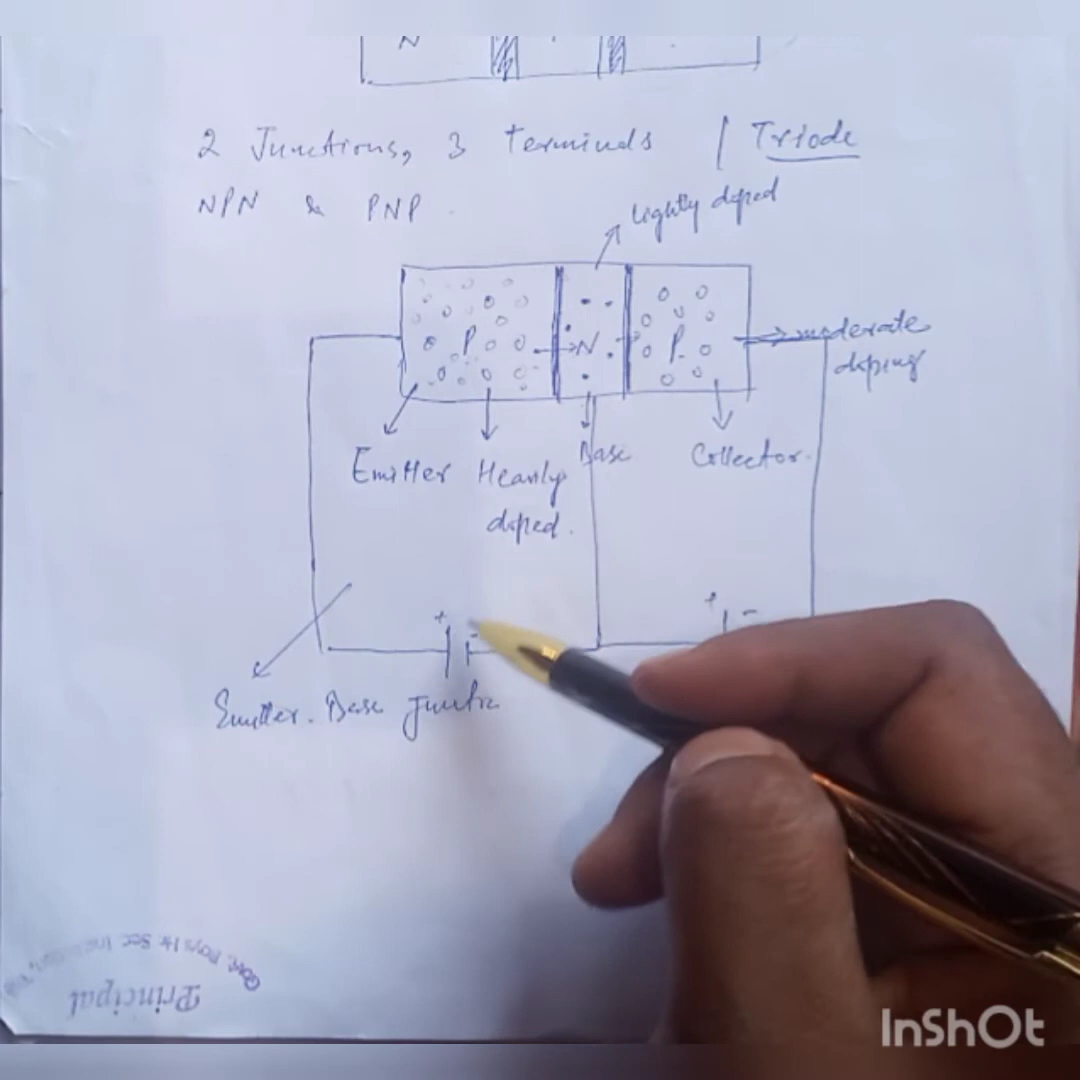 N
2 Junctions, 3 Terminals / Triode
NPN & PNP.
Lightly doped
P N P
moderate
doping
Emitter Heavily
doped.
Base
Collector.
+ -
+ -
Emitter. Base Junctio
Principal
InShOt